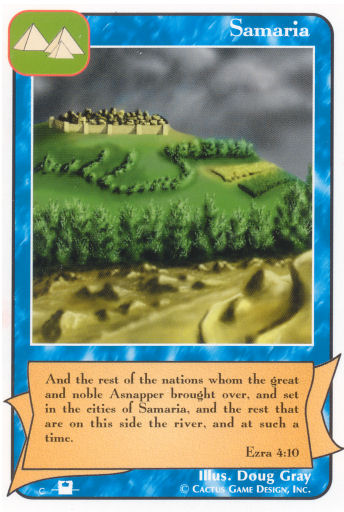 Samaria
And the rest of the nations whom the great
and noble Asnapper brought over, and set
in the cities of Samaria, and the rest that
are on this side the river, and at such a
time.
Ezra 4:10
Illus. Doug Gray
© Cactus Game Design, Inc.
C